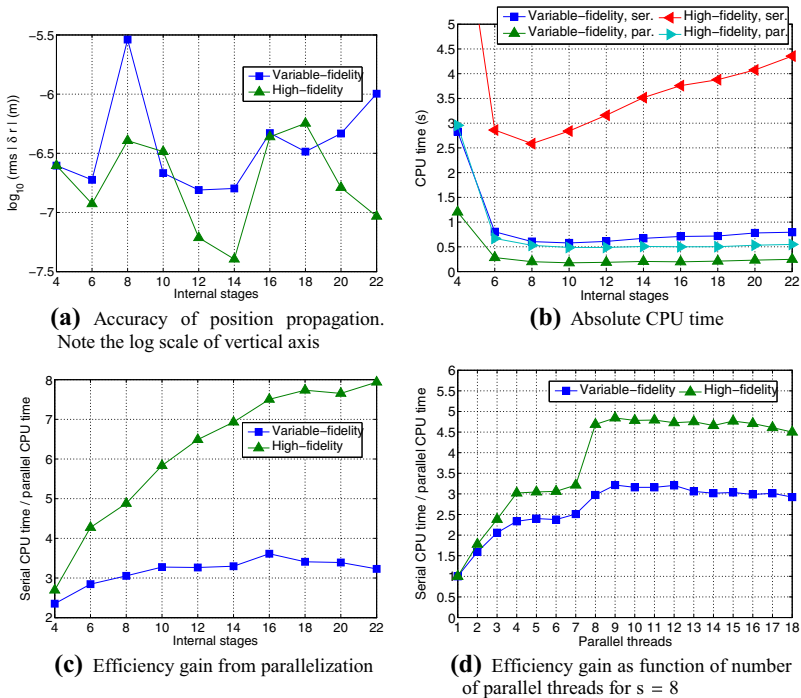 −5.5
−6
−6.5
−7
−7.5
log10 (rms | δ r | (m))
Variable−fidelity
High−fidelity
4 6 8 10 12 14 16 18 20 22
Internal stages
(a) Accuracy of position propagation.
Note the log scale of vertical axis
Variable−fidelity, ser.
High−fidelity, ser.
Variable−fidelity, par.
High−fidelity, par.
5
4.5
4
3.5
3
2.5
2
1.5
1
0.5
0
CPU time (s)
4 6 8 10 12 14 16 18 20 22
Internal stages
(b) Absolute CPU time
8
7
6
5
4
3
2
Serial CPU time / parallel CPU time
Variable−fidelity
High−fidelity
4 6 8 10 12 14 16 18 20 22
Internal stages
(c) Efficiency gain from parallelization
6
5.5
5
4.5
4
3.5
3
2.5
2
1.5
1
0.5
0
Serial CPU time / parallel CPU time
Variable−fidelity
High−fidelity
1 2 3 4 5 6 7 8 9 10 11 12 13 14 15 16 17 18
Parallel threads
(d) Efficiency gain as function of number
of parallel threads for s = 8